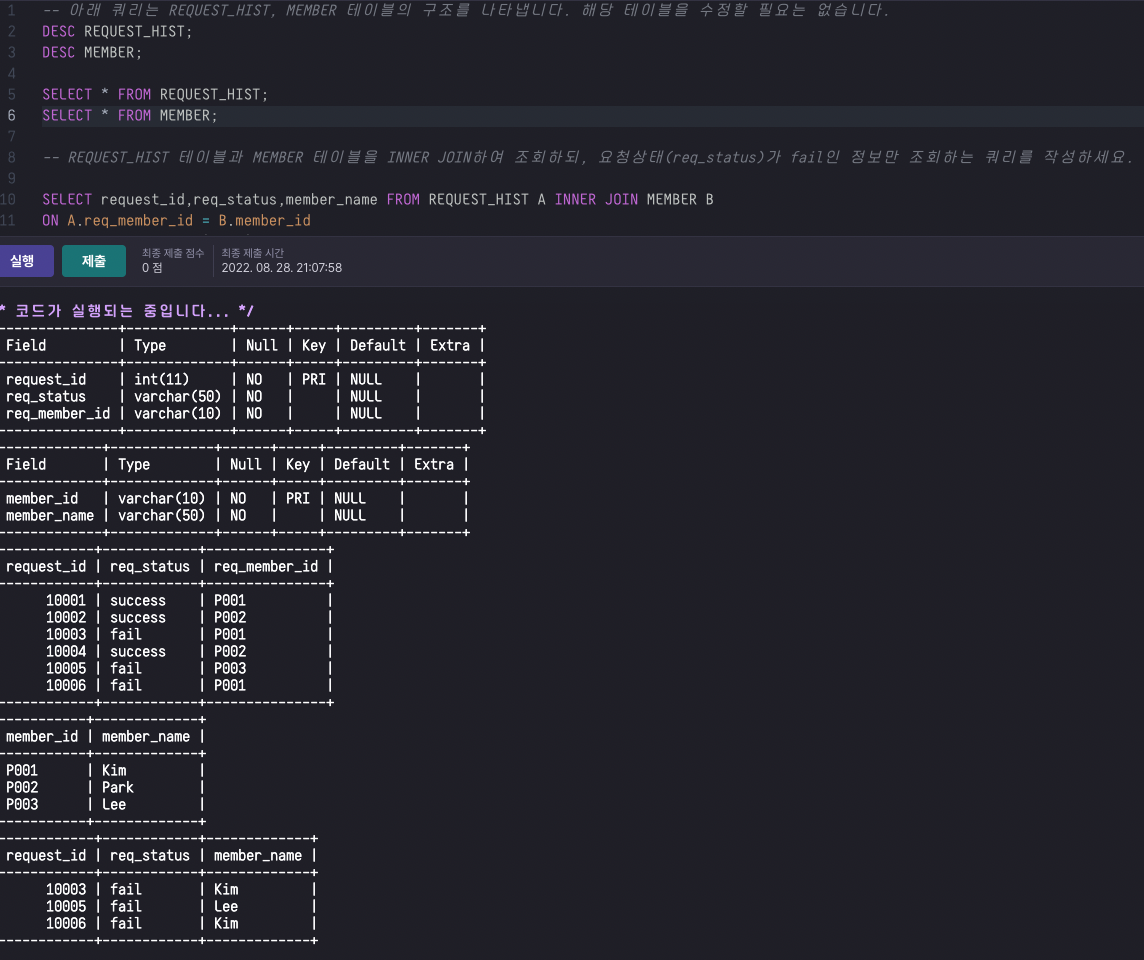 1 -- 아래 쿼리는 REQUEST_HIST, MEMBER 테이블의 구조를 나타냅니다. 해당 테이블을 수정할 필요는 없습니다.
2 DESC REQUEST_HIST;
3 DESC MEMBER;
4
5 SELECT * FROM REQUEST_HIST;
6 SELECT * FROM MEMBER;
7
8 -- REQUEST_HIST 테이블과 MEMBER 테이블을 INNER JOIN하여 조회하되, 요청상태(req_status)가 fail인 정보만 조회하는 쿼리를 작성하세요.
9
10 SELECT request_id,req_status,member_name FROM REQUEST_HIST A INNER JOIN MEMBER B
11 ON A.req_member_id = B.member_id
실행 제출 최종 제출 점수 최종 제출 시간
0 점 2022. 08. 28. 21:07:58
* 코드가 실행되는 중입니다... */
---------------+-------------+------+-----+---------+-------+
Field | Type | Null | Key | Default | Extra |
---------------+-------------+------+-----+---------+-------+
request_id | int(11) | NO | PRI | NULL | |
req_status | varchar(50) | NO | | NULL | |
req_member_id | varchar(10) | NO | | NULL | |
---------------+-------------+------+-----+---------+-------+
-------------+-------------+------+-----+---------+-------+
Field | Type | Null | Key | Default | Extra |
-------------+-------------+------+-----+---------+-------+
member_id | varchar(10) | NO | PRI | NULL | |
member_name | varchar(50) | NO | | NULL | |
-------------+-------------+------+-----+---------+-------+
------------+------------+---------------+
request_id | req_status | req_member_id |
------------+------------+---------------+
10001 | success | P001 |
10002 | success | P002 |
10003 | fail | P001 |
10004 | success | P002 |
10005 | fail | P003 |
10006 | fail | P001 |
------------+------------+---------------+
-----------+-------------+
member_id | member_name |
-----------+-------------+
P001 | Kim |
P002 | Park |
P003 | Lee |
-----------+-------------+
------------+------------+-------------+
request_id | req_status | member_name |
------------+------------+-------------+
10003 | fail | Kim |
10005 | fail | Lee |
10006 | fail | Kim |
------------+------------+-------------+